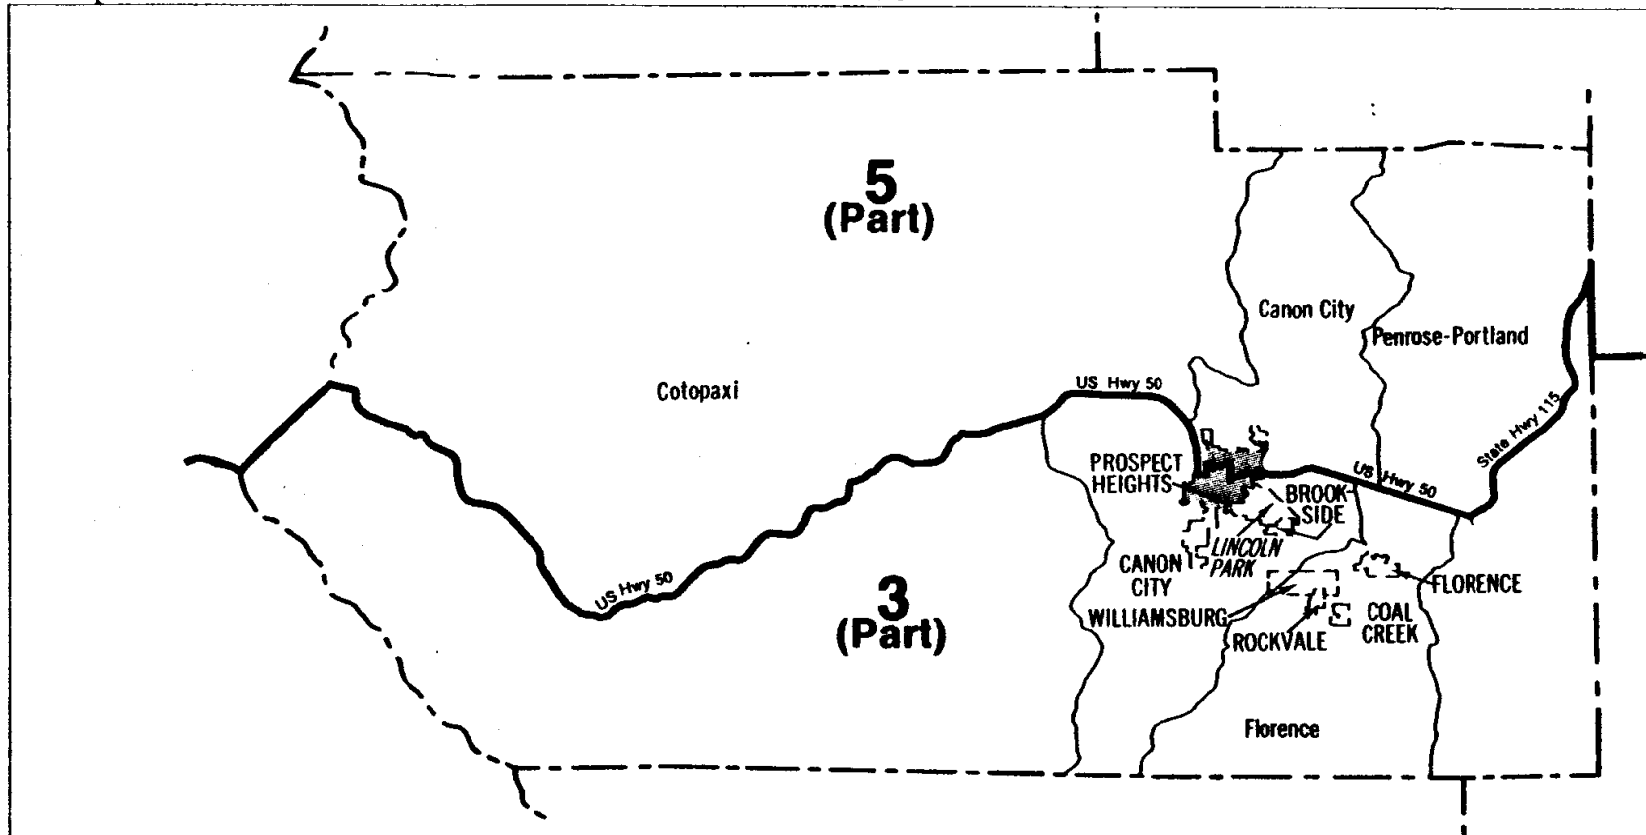 5
(Part)
Canon City
Penrose-Portland
Cotopaxi
US Hwy 50
State Hwy 115
PROSPECT
HEIGHTS
US Hwy 50
BROOK-
SIDE
LINCOLN
PARK
CANON
CITY
US Hwy 50
3
(Part)
FLORENCE
WILLIAMSBURG
ROCKVALE
COAL
CREEK
Florence